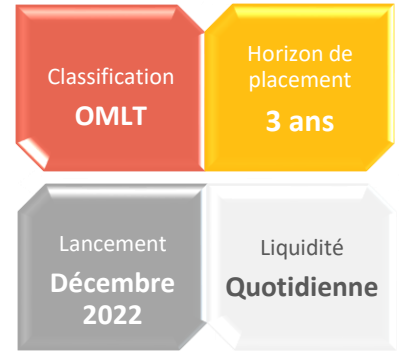 Classification
OMLT
Horizon de
placement
3 ans
Lancement
Décembre
2022
Liquidité
Quotidienne